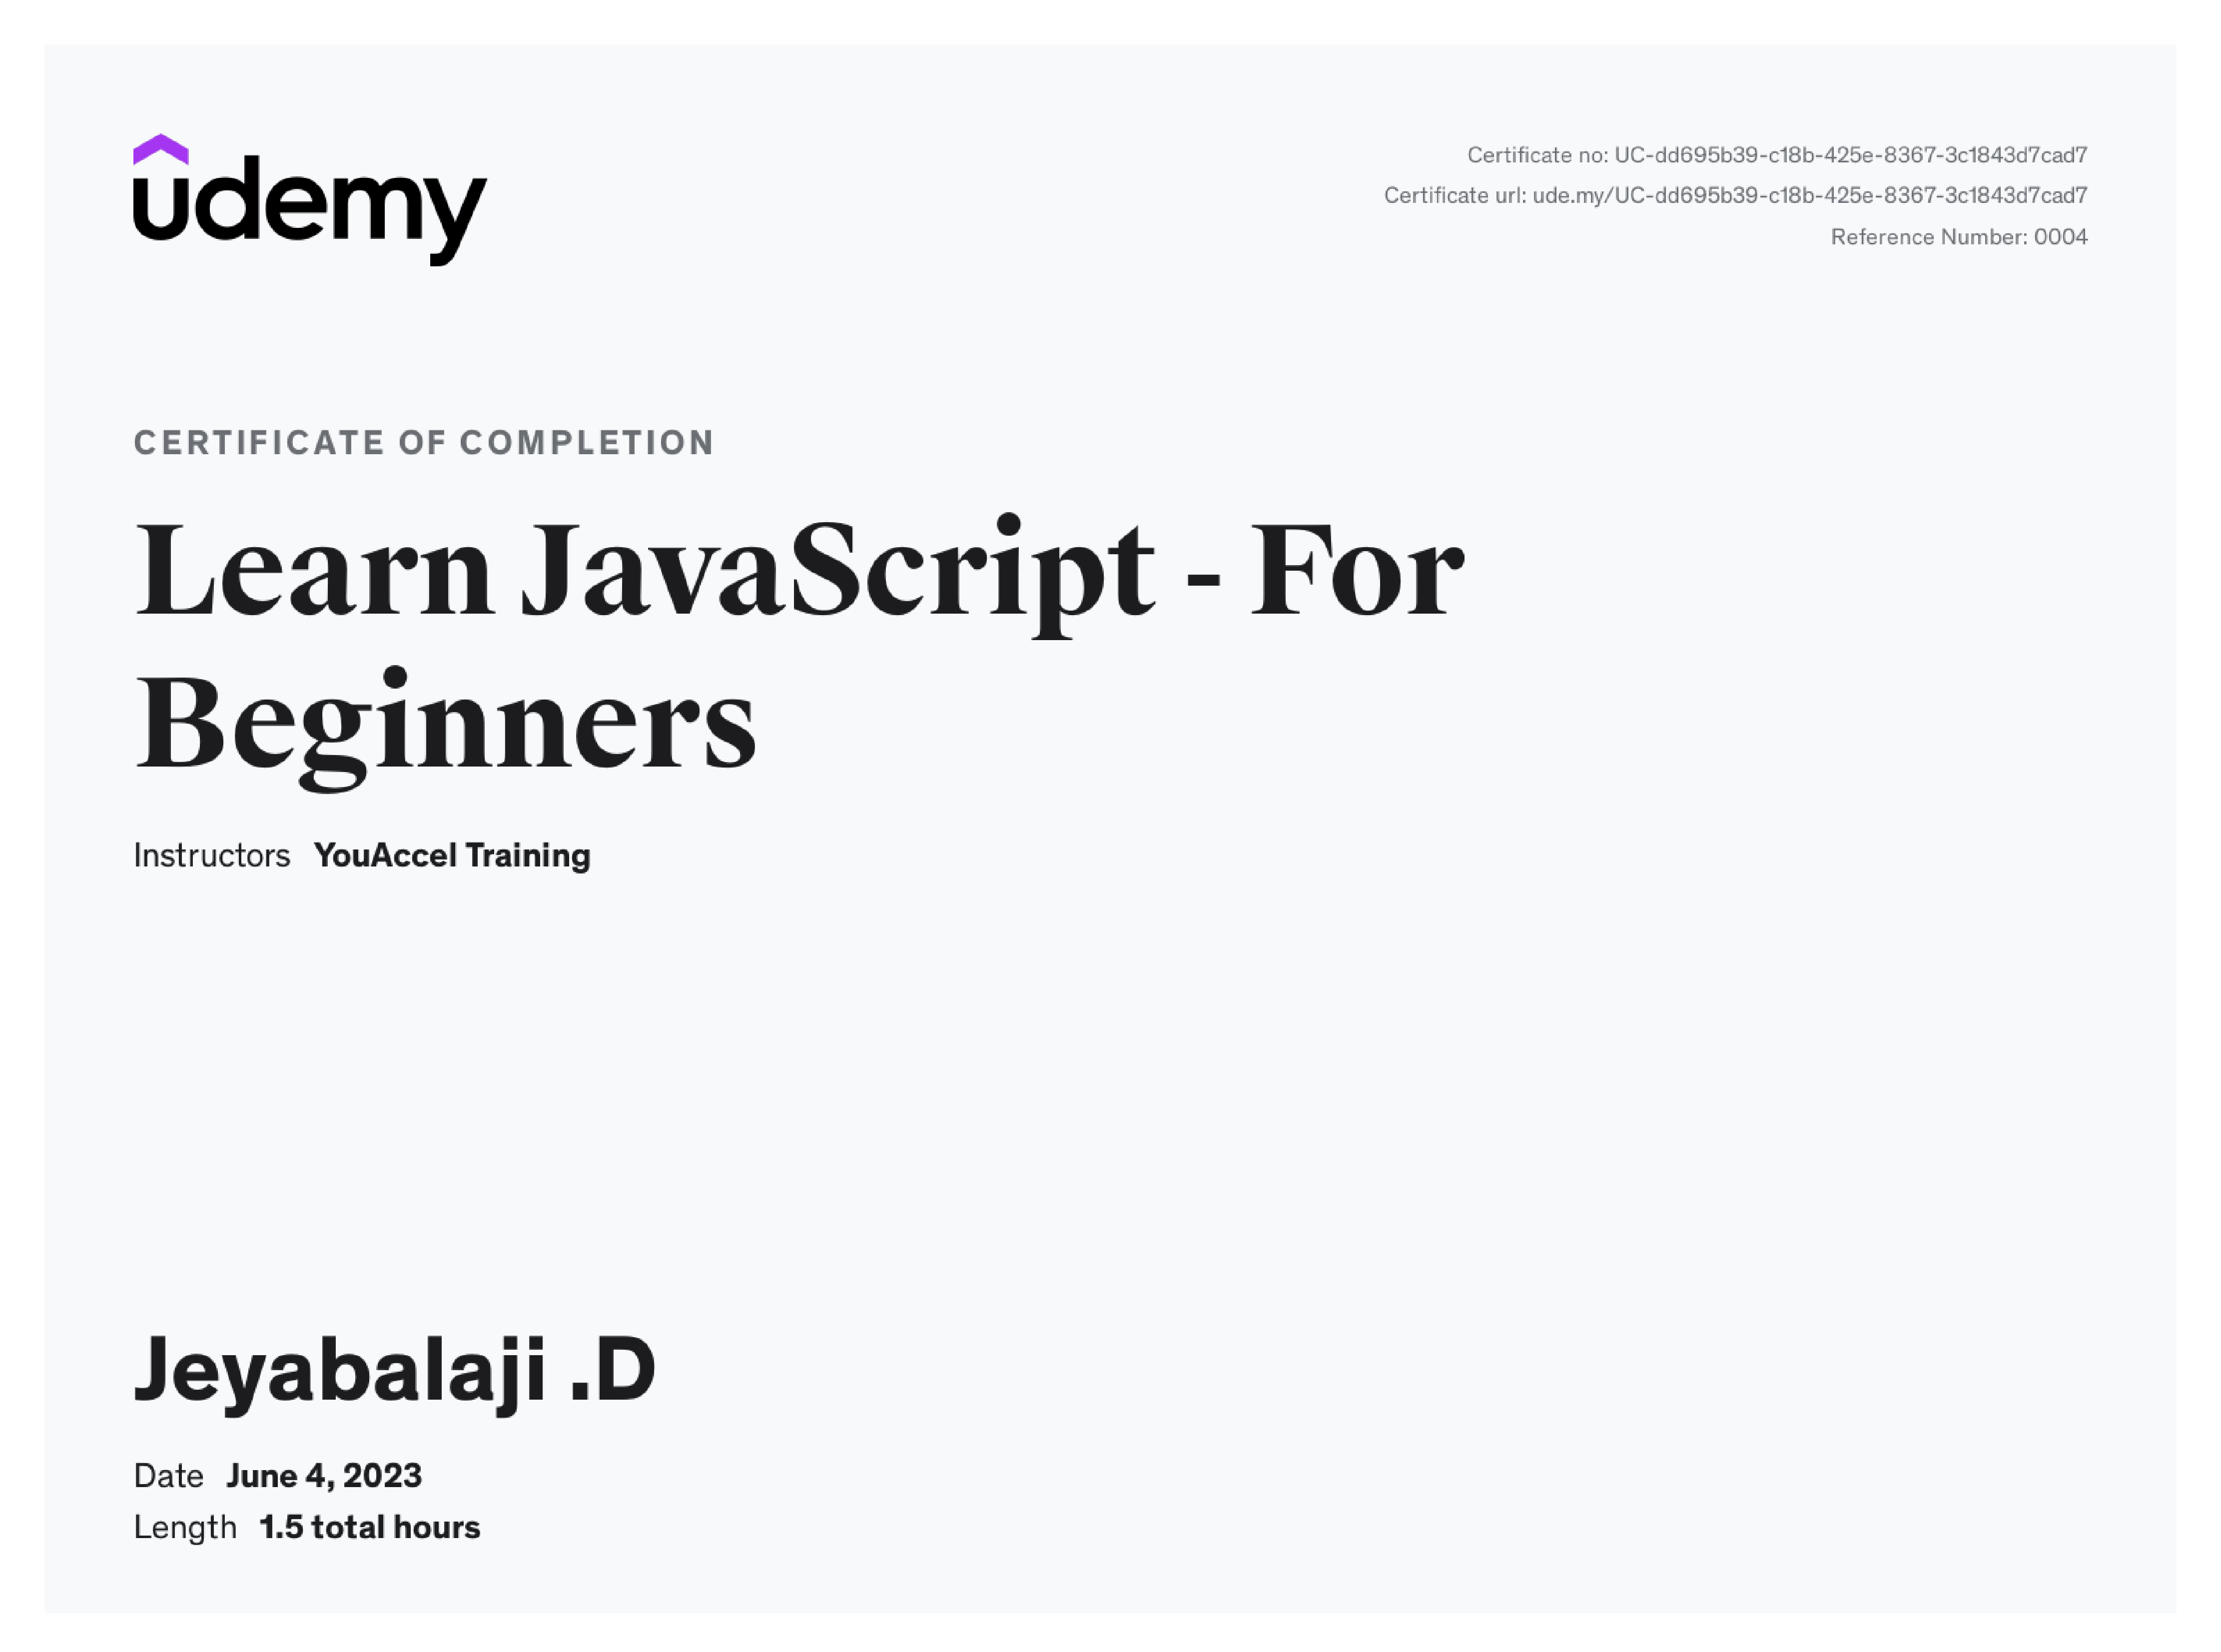 udemy
Certificate no: UC-dd695b39-c18b-425e-8367-3c1843d7cad7
Certificate url: ude.my/UC-dd695b39-c18b-425e-8367-3c1843d7cad7
Reference Number: 0004
CERTIFICATE OF COMPLETION
Learn JavaScript - For
Beginners
Instructors YouAccel Training
Jeyabalaji .D
Date June 4, 2023
Length 1.5 total hours